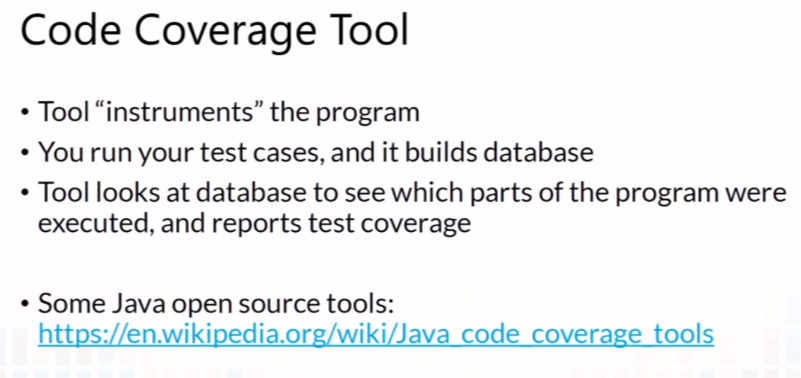 Code Coverage Tool
• Tool “instruments” the program
• You run your test cases, and it builds database
• Tool looks at database to see which parts of the program were
executed, and reports test coverage
• Some Java open source tools:
https://en.wikipedia.org/wiki/Java_code_coverage_tools